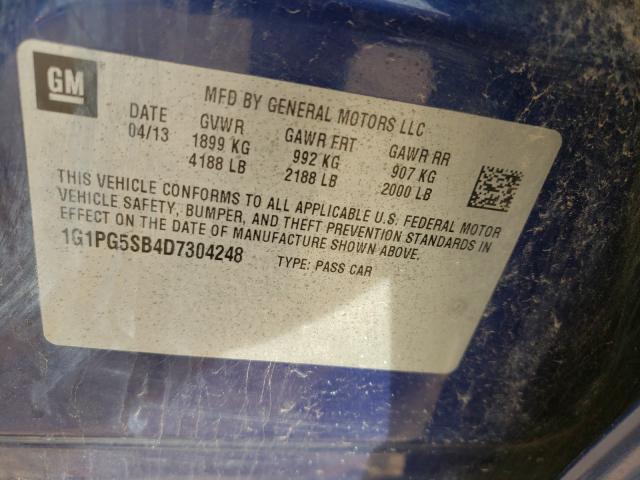 GM
MFD BY GENERAL MOTORS LLC
DATE GVWR GAWR FRT GAWR RR
04/13 1899 KG 992 KG 907 KG
4188 LB 2188 LB 2000 LB
THIS VEHICLE CONFORMS TO ALL APPLICABLE U.S. FEDERAL MOTOR
VEHICLE SAFETY, BUMPER, AND THEFT PREVENTION STANDARDS IN
EFFECT ON THE DATE OF MANUFACTURE SHOWN ABOVE.
1G1PG5SB4D7304248 TYPE: PASS CAR